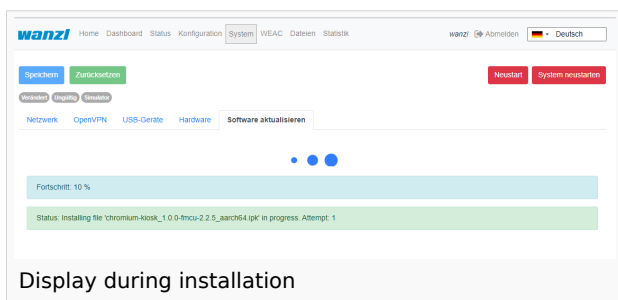 wanzl Home Dashboard Status Konfiguration System WEAC Dateien Statistik wanzl Abmelden Deutsch
Speichern Zurücksetzen Neustart System neustarten
Verändert Ungültig Simulator
Netzwerk OpenVPN USB-Geräte Hardware Software aktualisieren
Fortschritt: 10 %
Status: Installing file 'chromium-kiosk_1.0.0-fmcu-2.2.5_aarch64.ipk' in progress. Attempt: 1
Display during installation